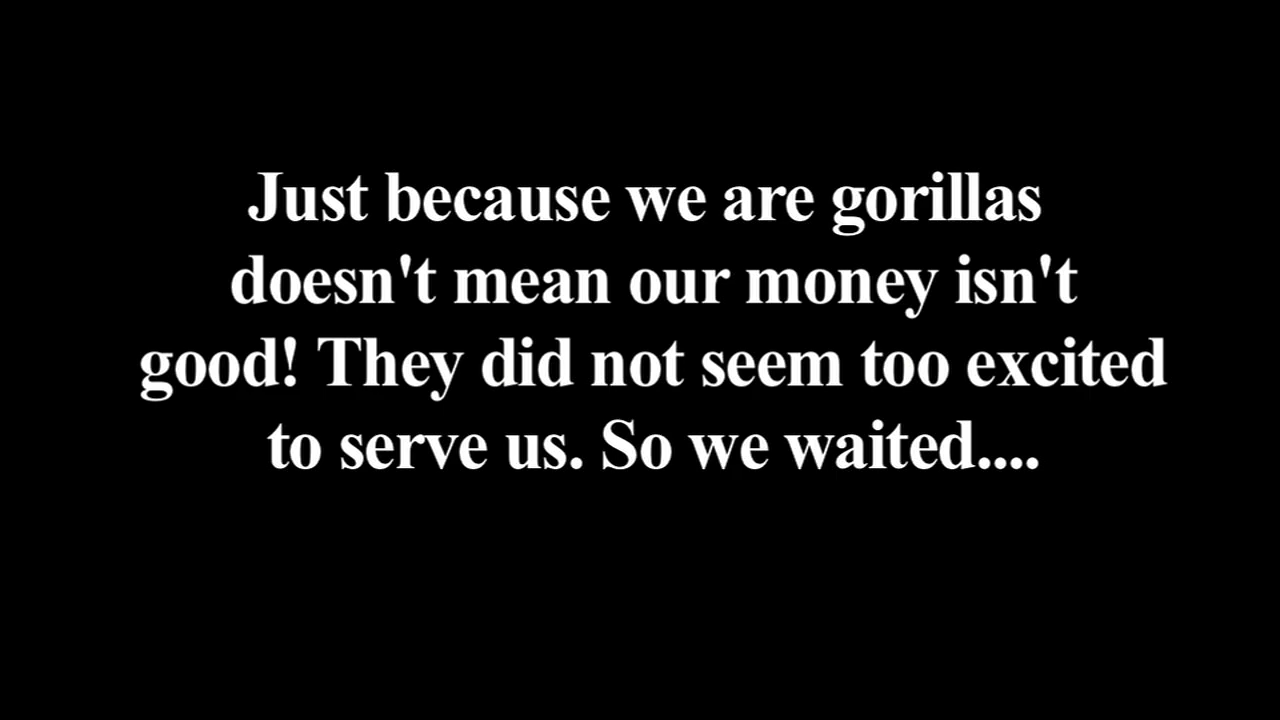 Just because we are gorillas
doesn't mean our money isn't
good! They did not seem too excited
to serve us. So we waited....